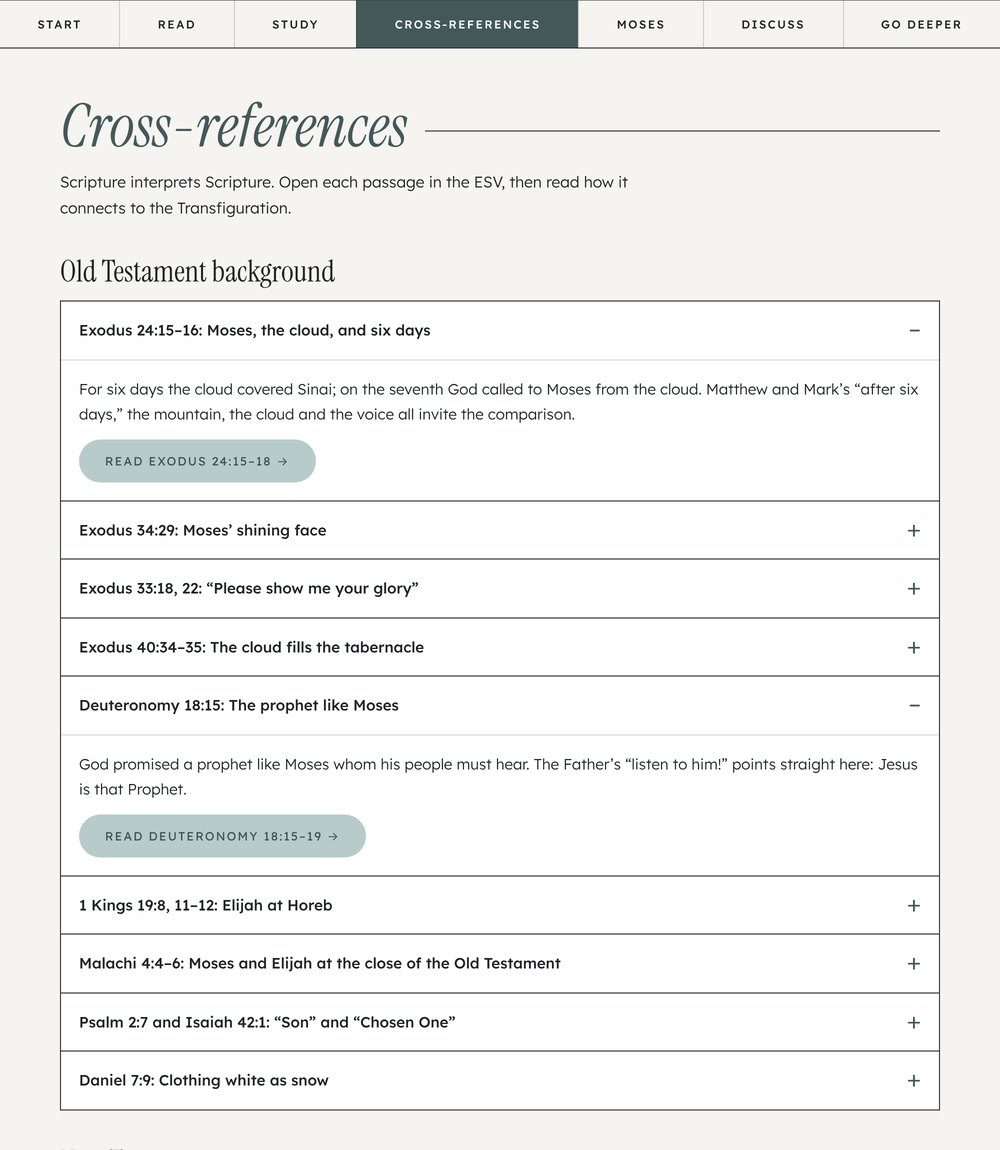 START
READ
STUDY
CROSS-REFERENCES
MOSES
DISCUSS
GO DEEPER
Cross-references
Scripture interprets Scripture. Open each passage in the ESV, then read how it
connects to the Transfiguration.
Old Testament background
Exodus 24:15–16: Moses, the cloud, and six days −
For six days the cloud covered Sinai; on the seventh God called to Moses from the cloud. Matthew and Mark’s “after six
days,” the mountain, the cloud and the voice all invite the comparison.
READ EXODUS 24:15–18 →
Exodus 34:29: Moses’ shining face +
Exodus 33:18, 22: “Please show me your glory” +
Exodus 40:34–35: The cloud fills the tabernacle +
Deuteronomy 18:15: The prophet like Moses −
God promised a prophet like Moses whom his people must hear. The Father’s “listen to him!” points straight here: Jesus
is that Prophet.
READ DEUTERONOMY 18:15–19 →
1 Kings 19:8, 11–12: Elijah at Horeb +
Malachi 4:4–6: Moses and Elijah at the close of the Old Testament +
Psalm 2:7 and Isaiah 42:1: “Son” and “Chosen One” +
Daniel 7:9: Clothing white as snow +